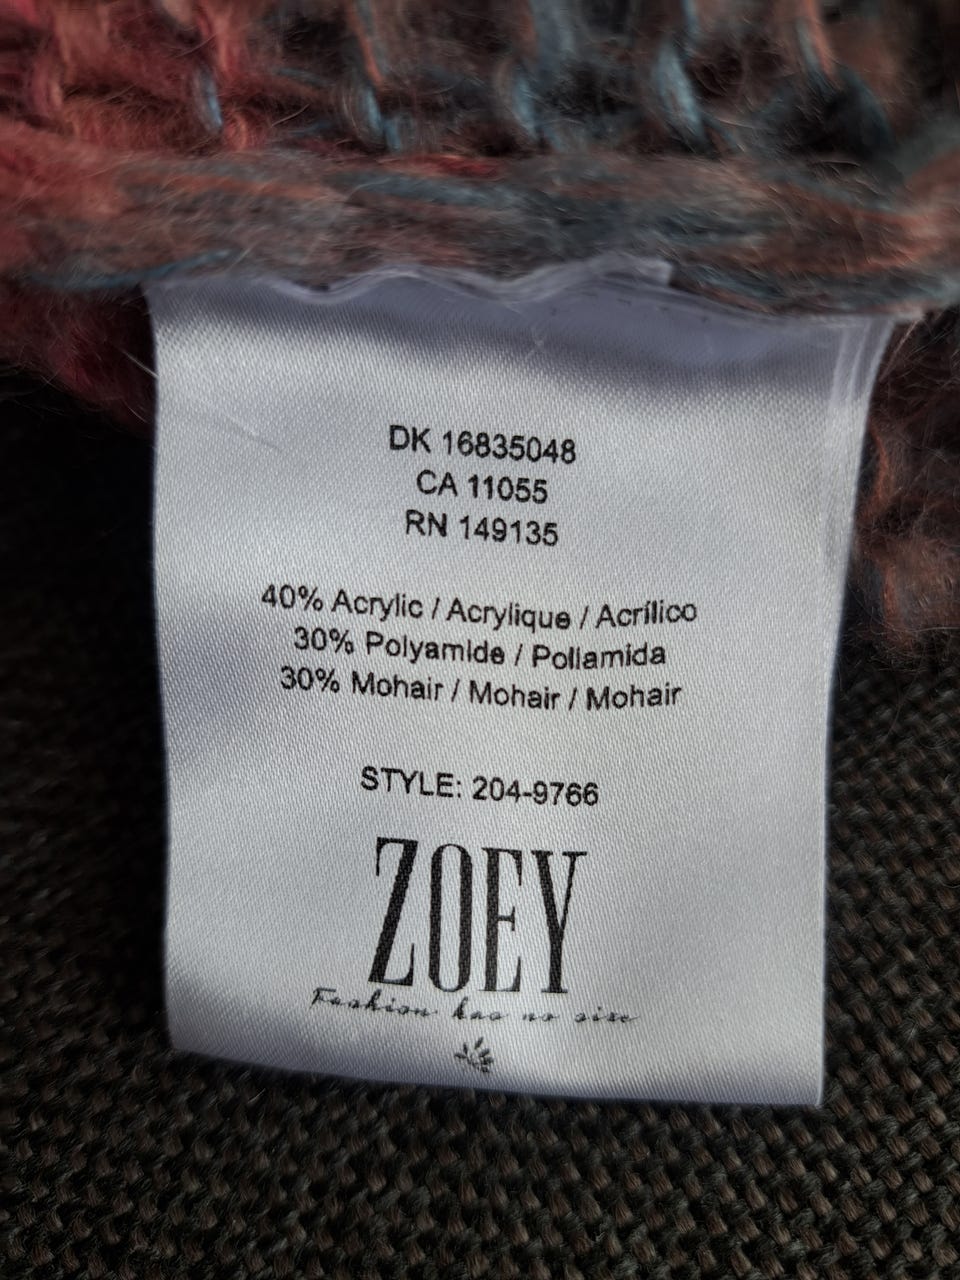 DK 16835048
CA 11055
RN 149135
40% Acrylic / Acrylique / Acrílico
30% Polyamide / Poliamida
30% Mohair / Mohair / Mohair
STYLE: 204-9766
ZOEY
Fashion has no size